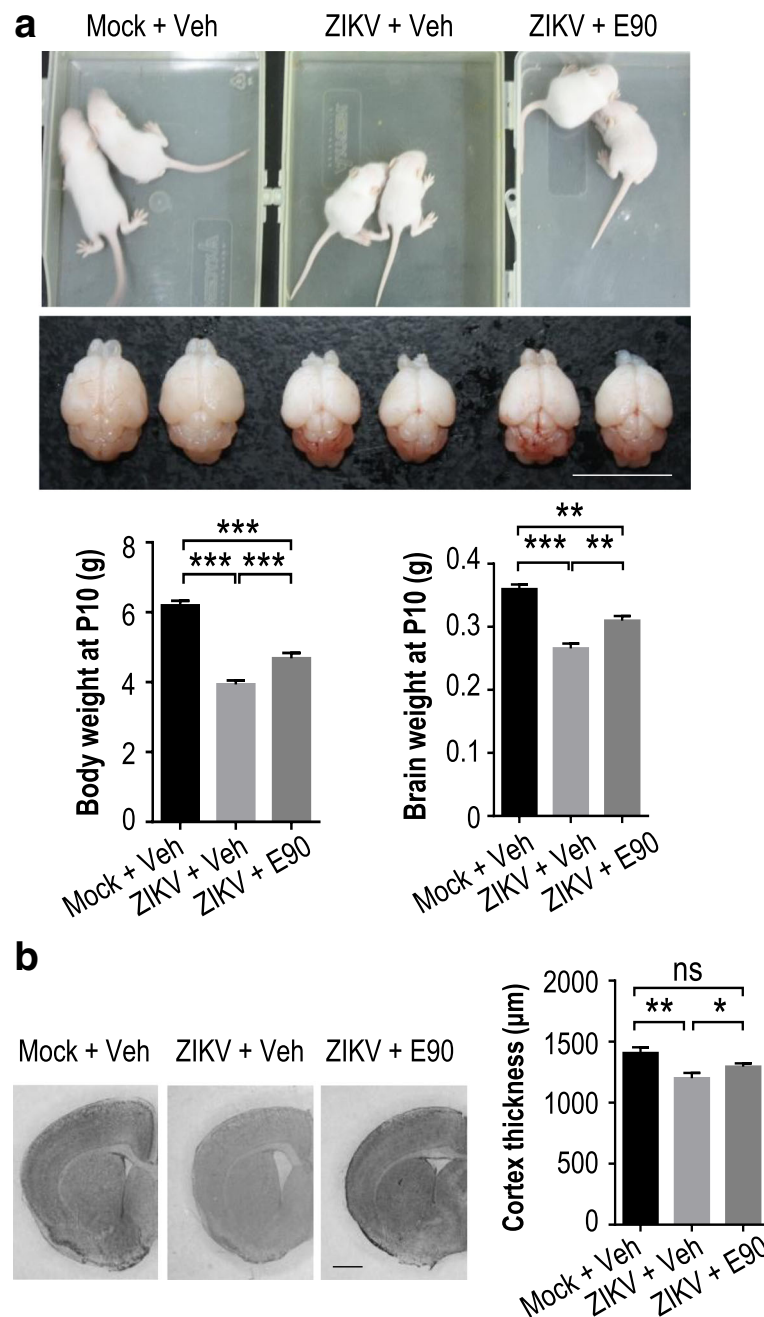 a
Mock + Veh ZIKV + Veh ZIKV + E90
***
*** ***
Body weight at P10 (g)
8
6
4
2
0
Mock + Veh
ZIKV + Veh
ZIKV + E90
**
*** **
Brain weight at P10 (g)
0.4
0.3
0.2
0.1
0
Mock + Veh
ZIKV + Veh
ZIKV + E90
b
Mock + Veh ZIKV + Veh ZIKV + E90
ns
** *
Cortex thickness (μm)
2000
1500
1000
500
0
Mock + Veh
ZIKV + Veh
ZIKV + E90